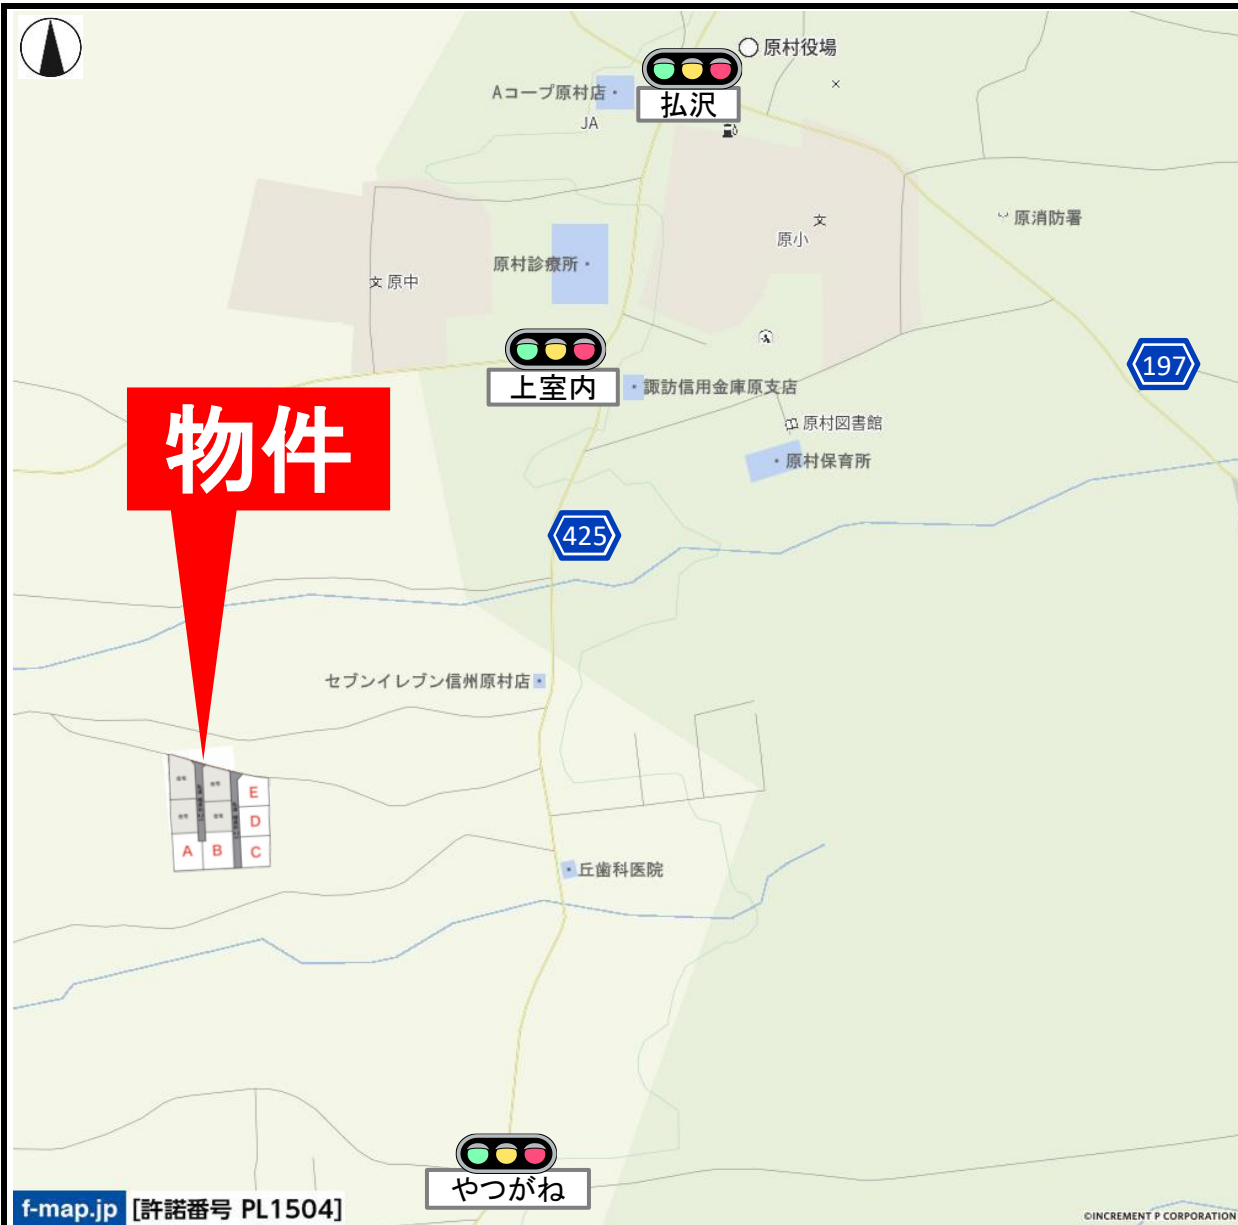 原村役場
Aコープ原村店
払沢
JA
文
原小
原消防署
原村診療所
文 原中
上室内
諏訪信用金庫原支店
197
物件
原村図書館
原村保育所
425
セブンイレブン信州原村店
E
D
A
B
C
丘歯科医院
やつがね
f-map.jp [許諾番号 PL1504]
©INCREMENT P CORPORATION